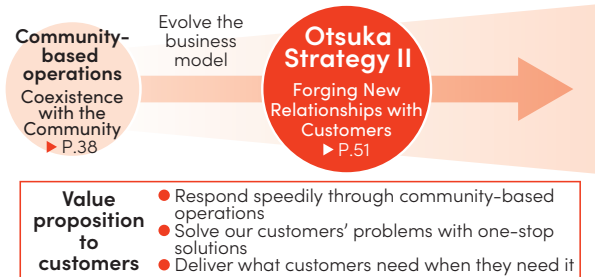 Community-
based
operations
Coexistence
with the
Community
▶ P.38
Evolve the
business
model
Otsuka
Strategy II
Forging New
Relationships with
Customers
▶ P.51
Value
proposition
to
customers
● Respond speedily through community-based
operations
● Solve our customers’ problems with one-stop
solutions
● Deliver what customers need when they need it